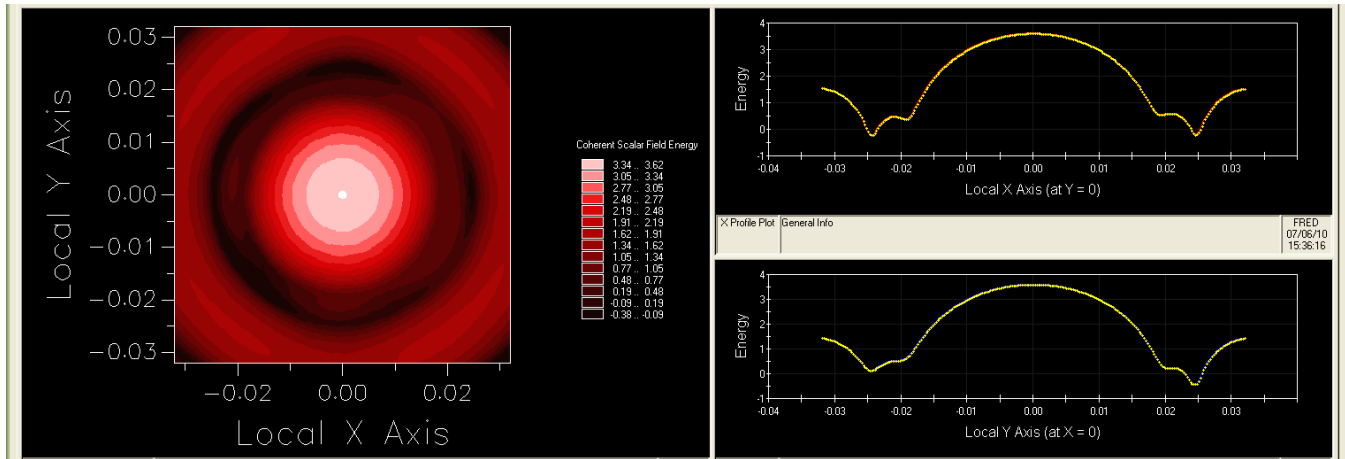 0.03
0.02
0.01
0.00
−0.01
−0.02
−0.03
Local Y Axis
−0.02 0.00 0.02
Local X Axis
Coherent Scalar Field Energy
3.34 .. 3.62
3.05 .. 3.34
2.77 .. 3.05
2.48 .. 2.77
2.19 .. 2.48
1.91 .. 2.19
1.62 .. 1.91
1.34 .. 1.62
1.05 .. 1.34
0.77 .. 1.05
0.48 .. 0.77
0.19 .. 0.48
-0.09 .. 0.19
-0.38 .. -0.09
4
3
2
1
0
-1
Energy
-0.04 -0.03 -0.02 -0.01 0.00 0.01 0.02 0.03
Local X Axis (at Y = 0)
X Profile Plot General Info FRED
07/06/10
15:36:16
4
3
2
1
0
-1
Energy
-0.04 -0.03 -0.02 -0.01 0.00 0.01 0.02 0.03
Local Y Axis (at X = 0)